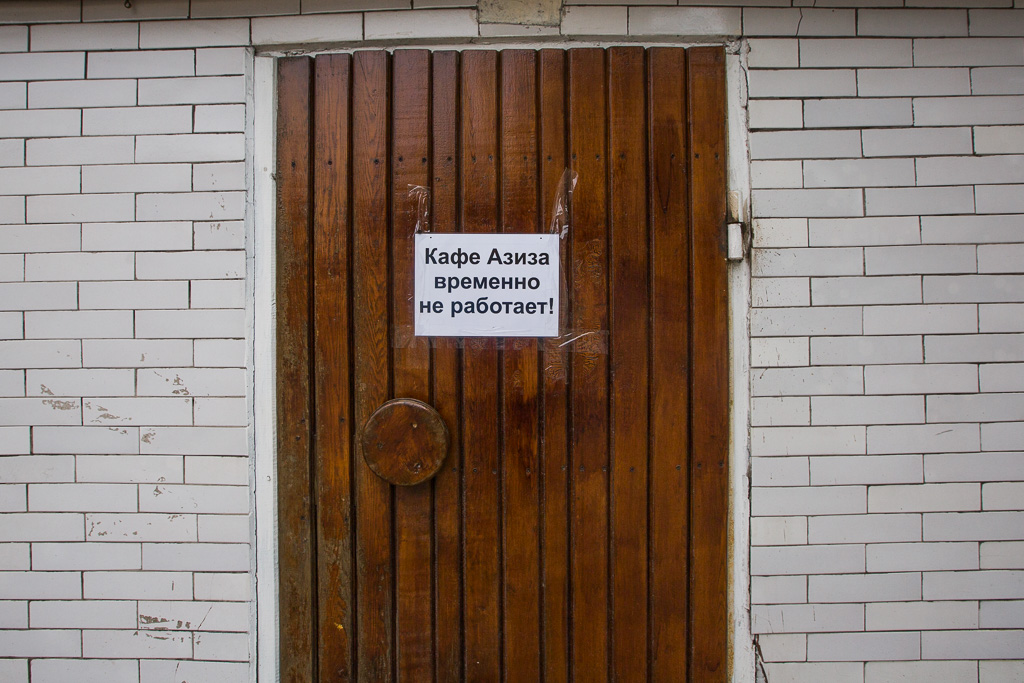 Кафе Азиза
временно
не работает!